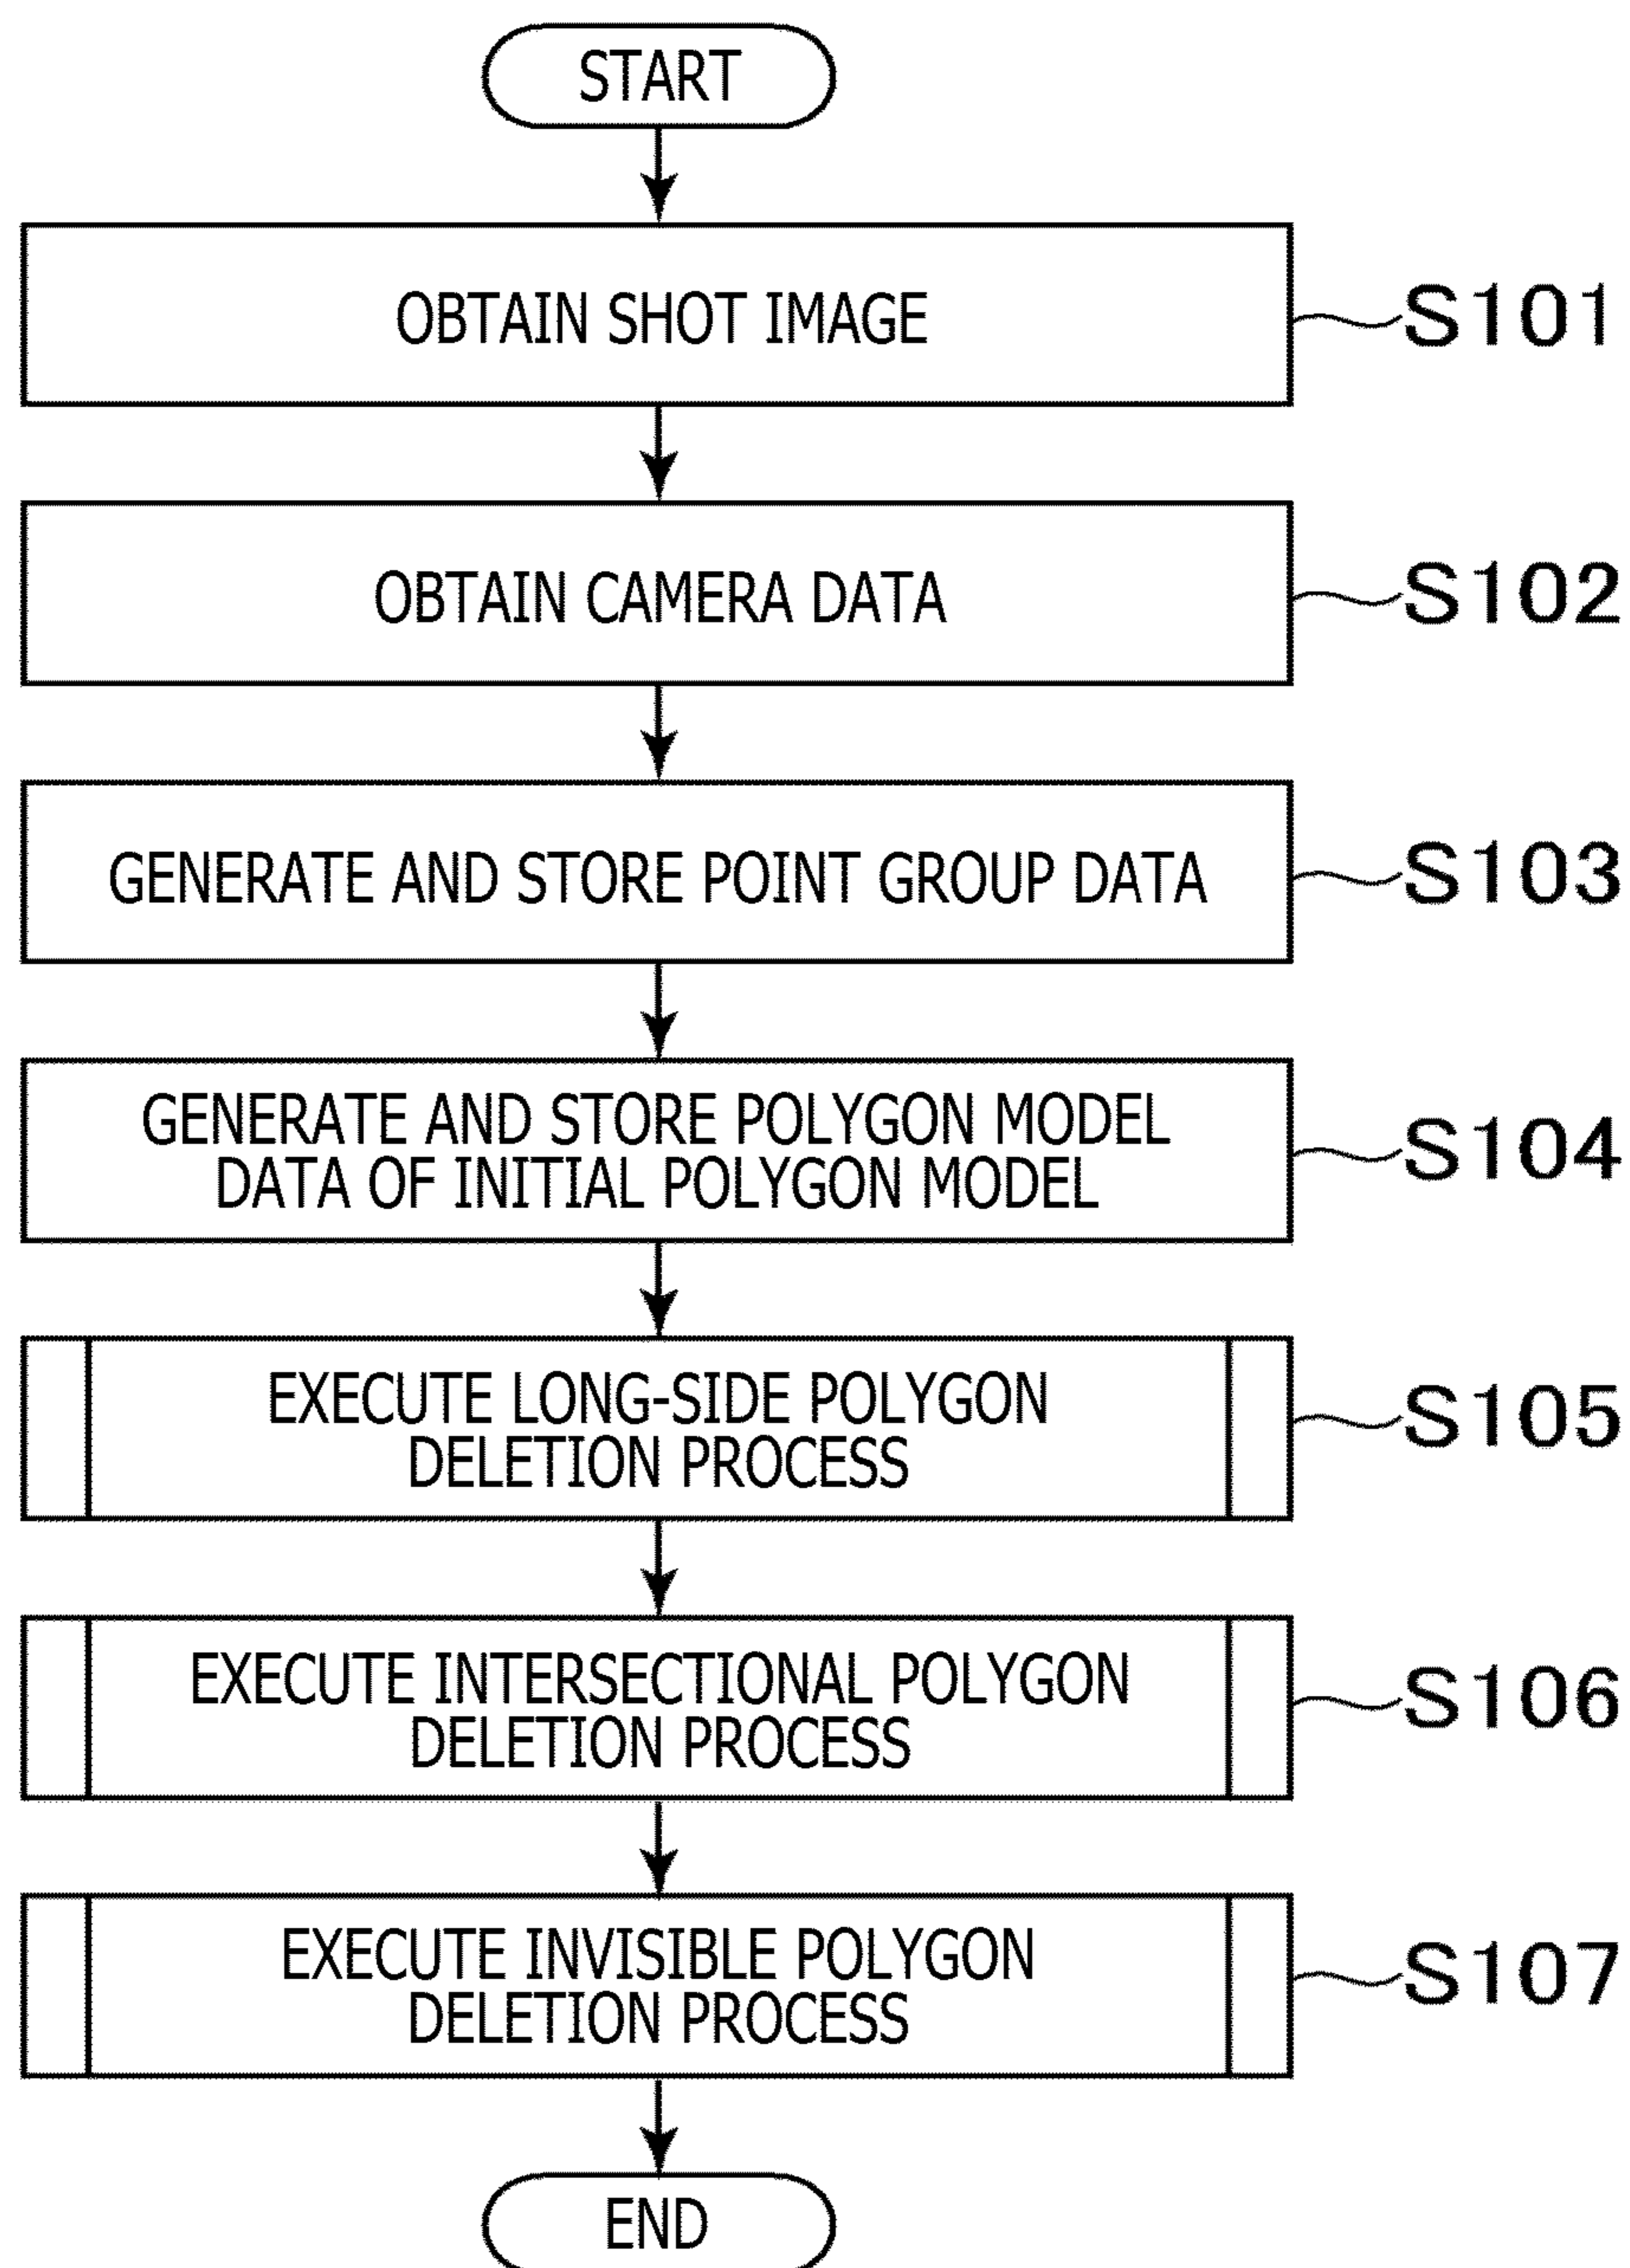 START
OBTAIN SHOT IMAGE
S101
OBTAIN CAMERA DATA
S102
GENERATE AND STORE POINT GROUP DATA
S103
GENERATE AND STORE POLYGON MODEL
DATA OF INITIAL POLYGON MODEL
S104
EXECUTE LONG-SIDE POLYGON
DELETION PROCESS
S105
EXECUTE INTERSECTIONAL POLYGON
DELETION PROCESS
S106
EXECUTE INVISIBLE POLYGON
DELETION PROCESS
S107
END